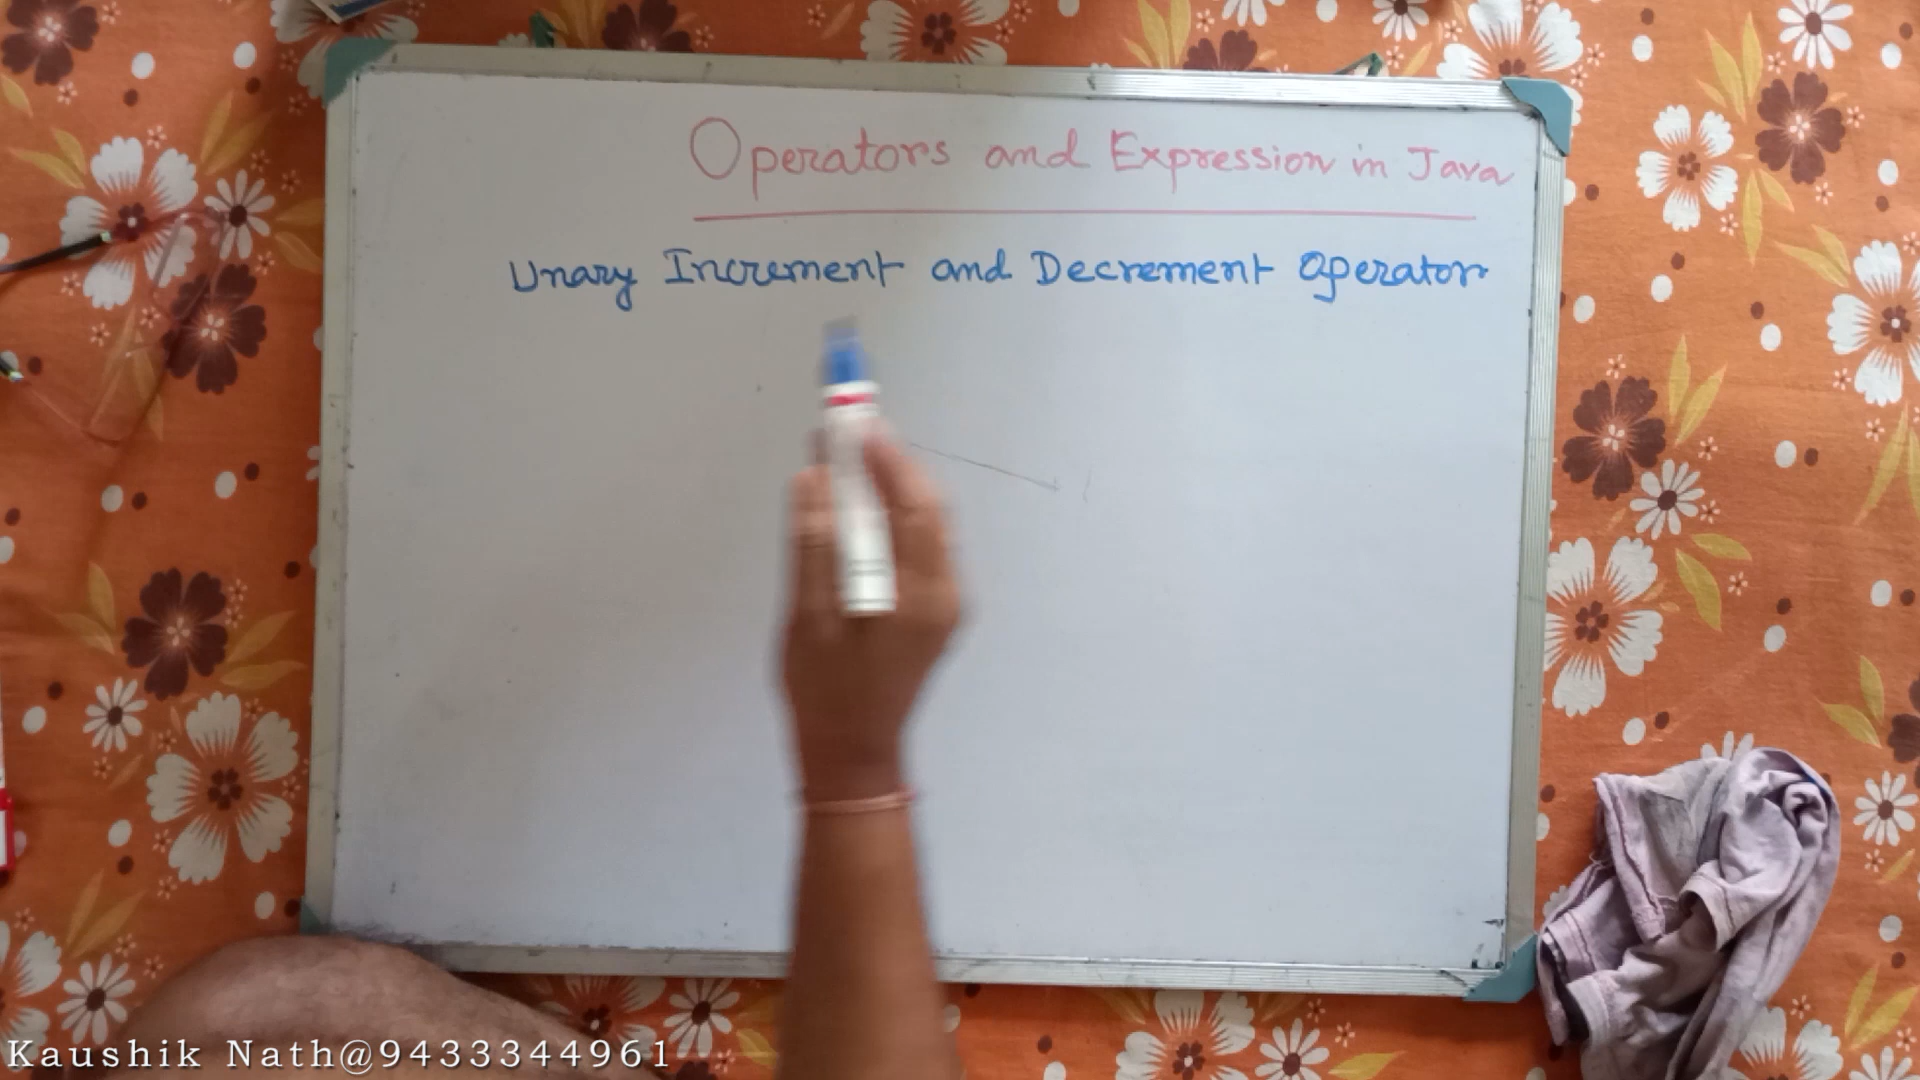 Operators and Expression in Java
Unary Increment and Decrement Operator
Kaushik Nath@9433344961